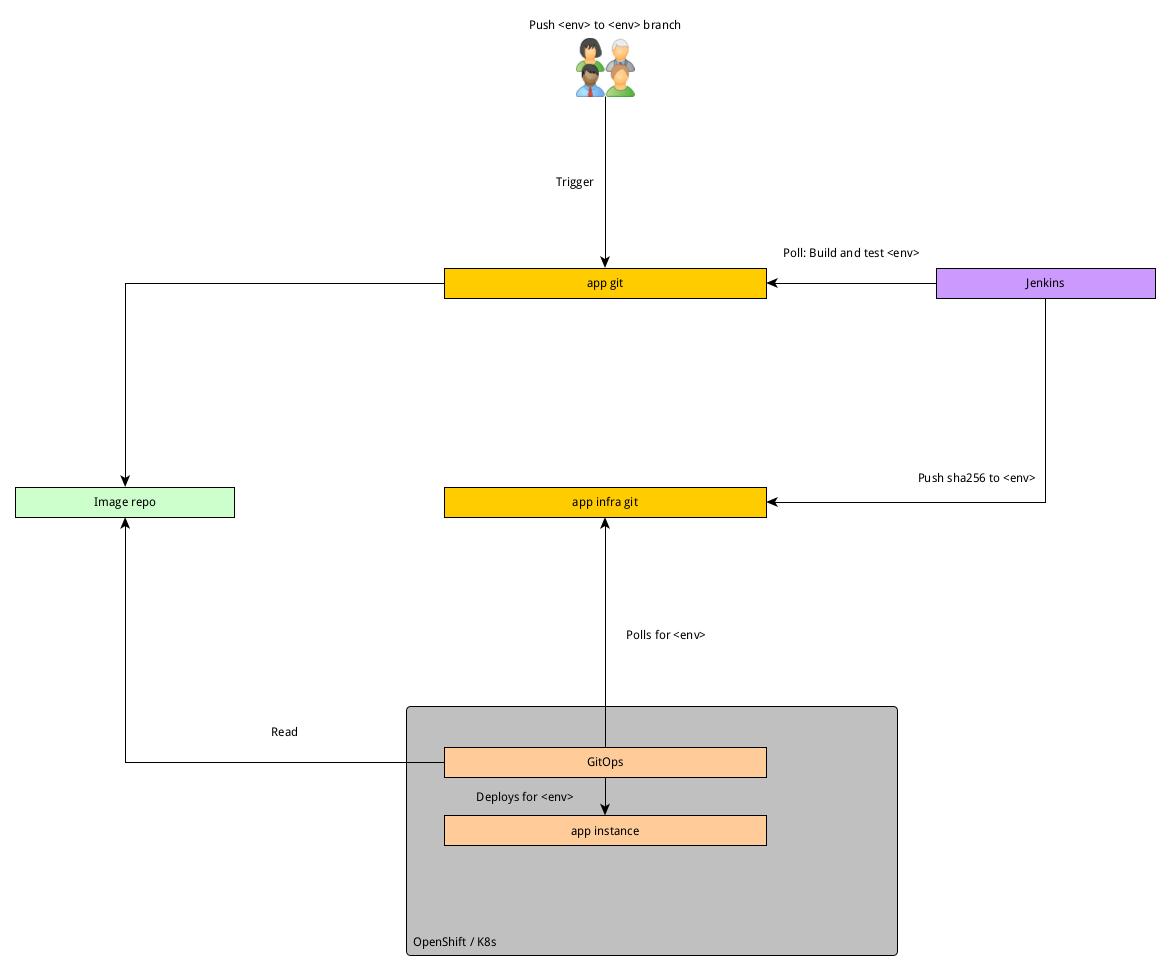 Push <env> to <env> branch
Trigger
Poll: Build and test <env>
app git
Jenkins
Push sha256 to <env>
Image repo
app infra git
Polls for <env>
Read
GitOps
Deploys for <env>
app instance
OpenShift / K8s